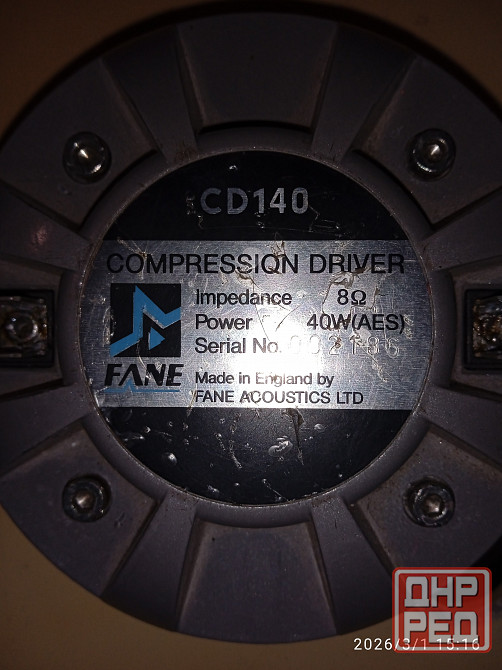 CD140
COMPRESSION DRIVER
Impedance 8Ω
Power 40W(AES)
Serial No. 002186
FANE
Made in England by
FANE ACOUSTICS LTD
ДНР
РЕО
2026/3/1 15:16